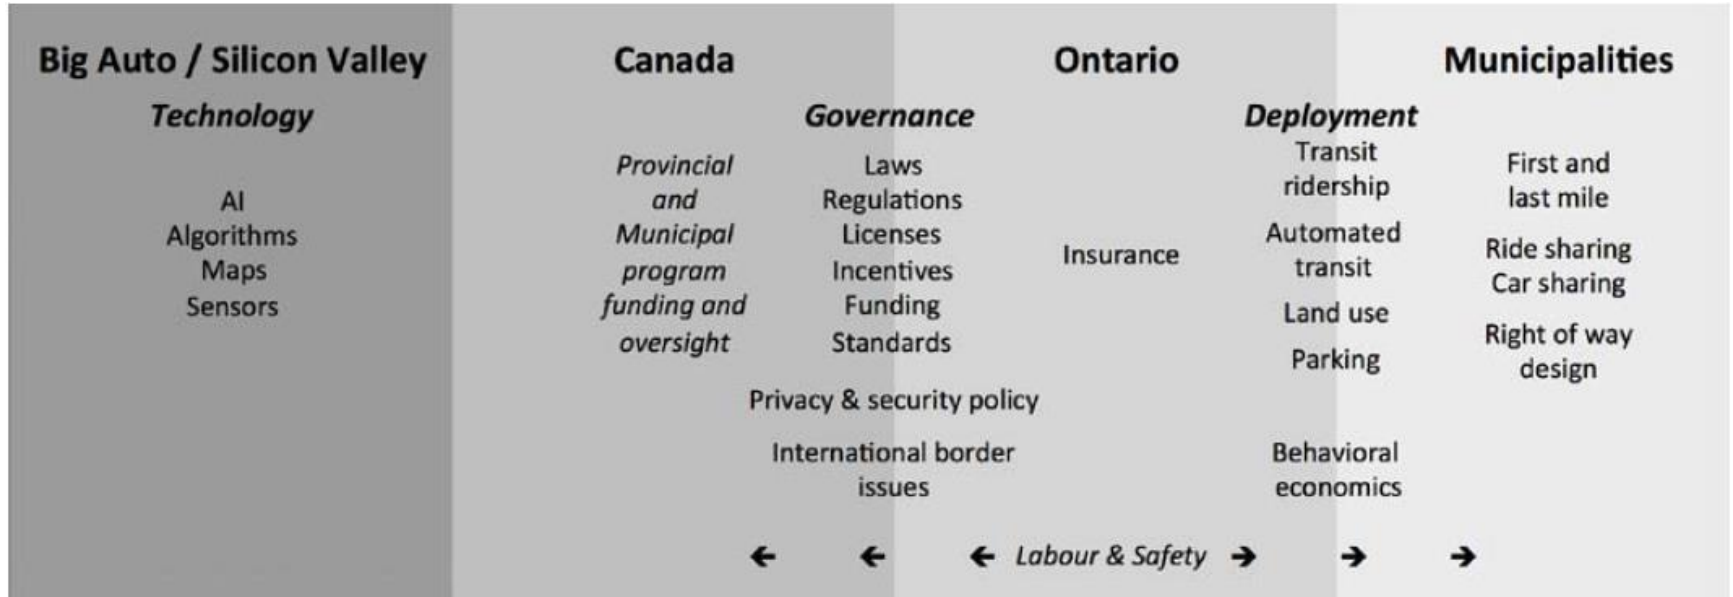 Big Auto / Silicon Valley
Canada
Ontario
Municipalities
Technology
Governance
Deployment
AI
Algorithms
Maps
Sensors
Provincial
and
Municipal
program
funding and
oversight
Laws
Regulations
Licenses
Incentives
Funding
Standards
Privacy & security policy
International border
issues
Insurance
Transit
ridership
Automated
transit
Land use
Parking
Behavioral
economics
First and
last mile
Ride sharing
Car sharing
Right of way
design
← ← ← Labour & Safety → → →